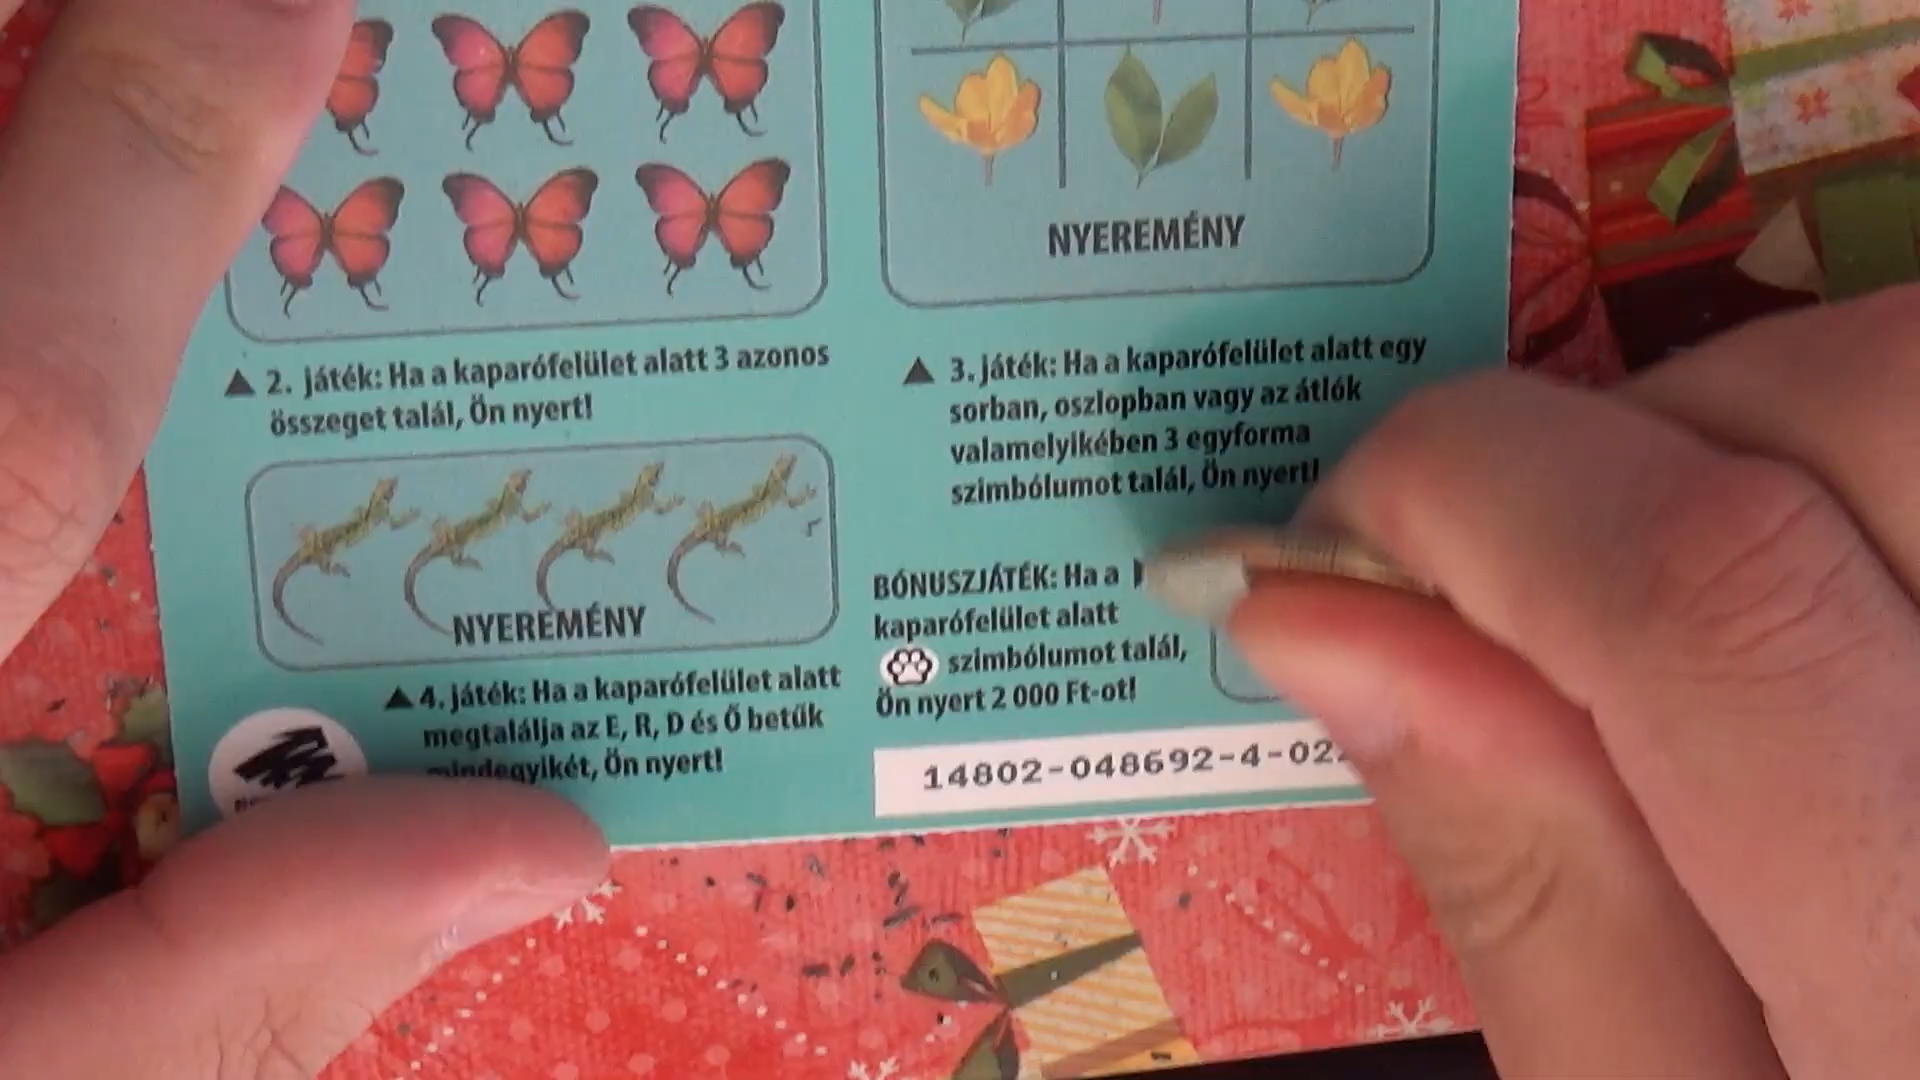 NYEREMÉNY
▲ 2. játék: Ha a kaparófelület alatt 3 azonos
összeget talál, Ön nyert!
NYEREMÉNY
▲ 4. játék: Ha a kaparófelület alatt
megtalálja az E, R, D és Ő betűk
mindegyikét, Ön nyert!
▲ 3. játék: Ha a kaparófelület alatt egy
sorban, oszlopban vagy az átlók
valamelyikében 3 egyforma
szimbólumot talál, Ön nyert!
BÓNUSZJÁTÉK: Ha a
kaparófelület alatt
szimbólumot talál,
Ön nyert 2 000 Ft-ot!
14802-048692-4-02